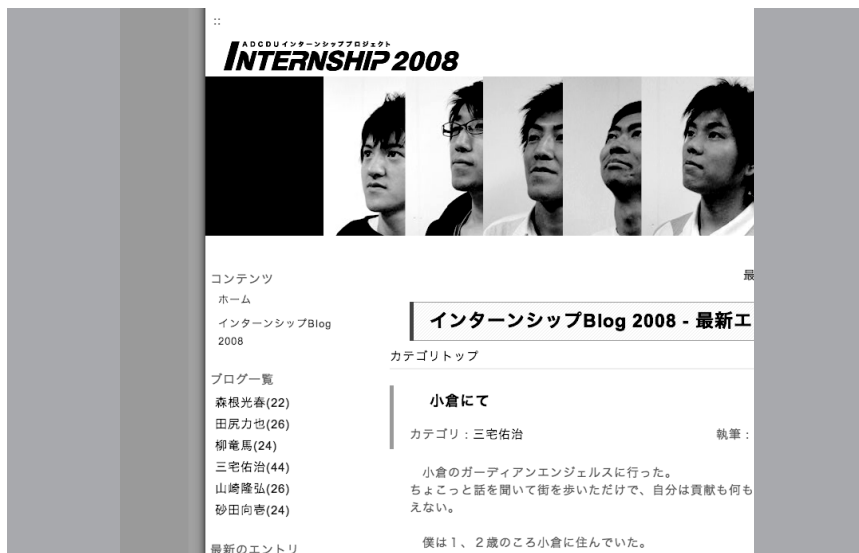 ::
ADCDUインターンシッププロジェクト
INTERNSHIP 2008
最
コンテンツ
ホーム
インターンシップBlog
2008
ブログ一覧
森根光春(22)
田尻力也(26)
柳竜馬(24)
三宅佑治(44)
山崎隆弘(26)
砂田向壱(24)
最新のエントリ
インターンシップBlog 2008 - 最新エ
カテゴリトップ
小倉にて
カテゴリ : 三宅佑治 執筆 :
小倉のガーディアンエンジェルスに行った。
ちょこっと話を聞いて街を歩いただけで、自分は貢献も何も
えない。
僕は１、２歳のころ小倉に住んでいた。